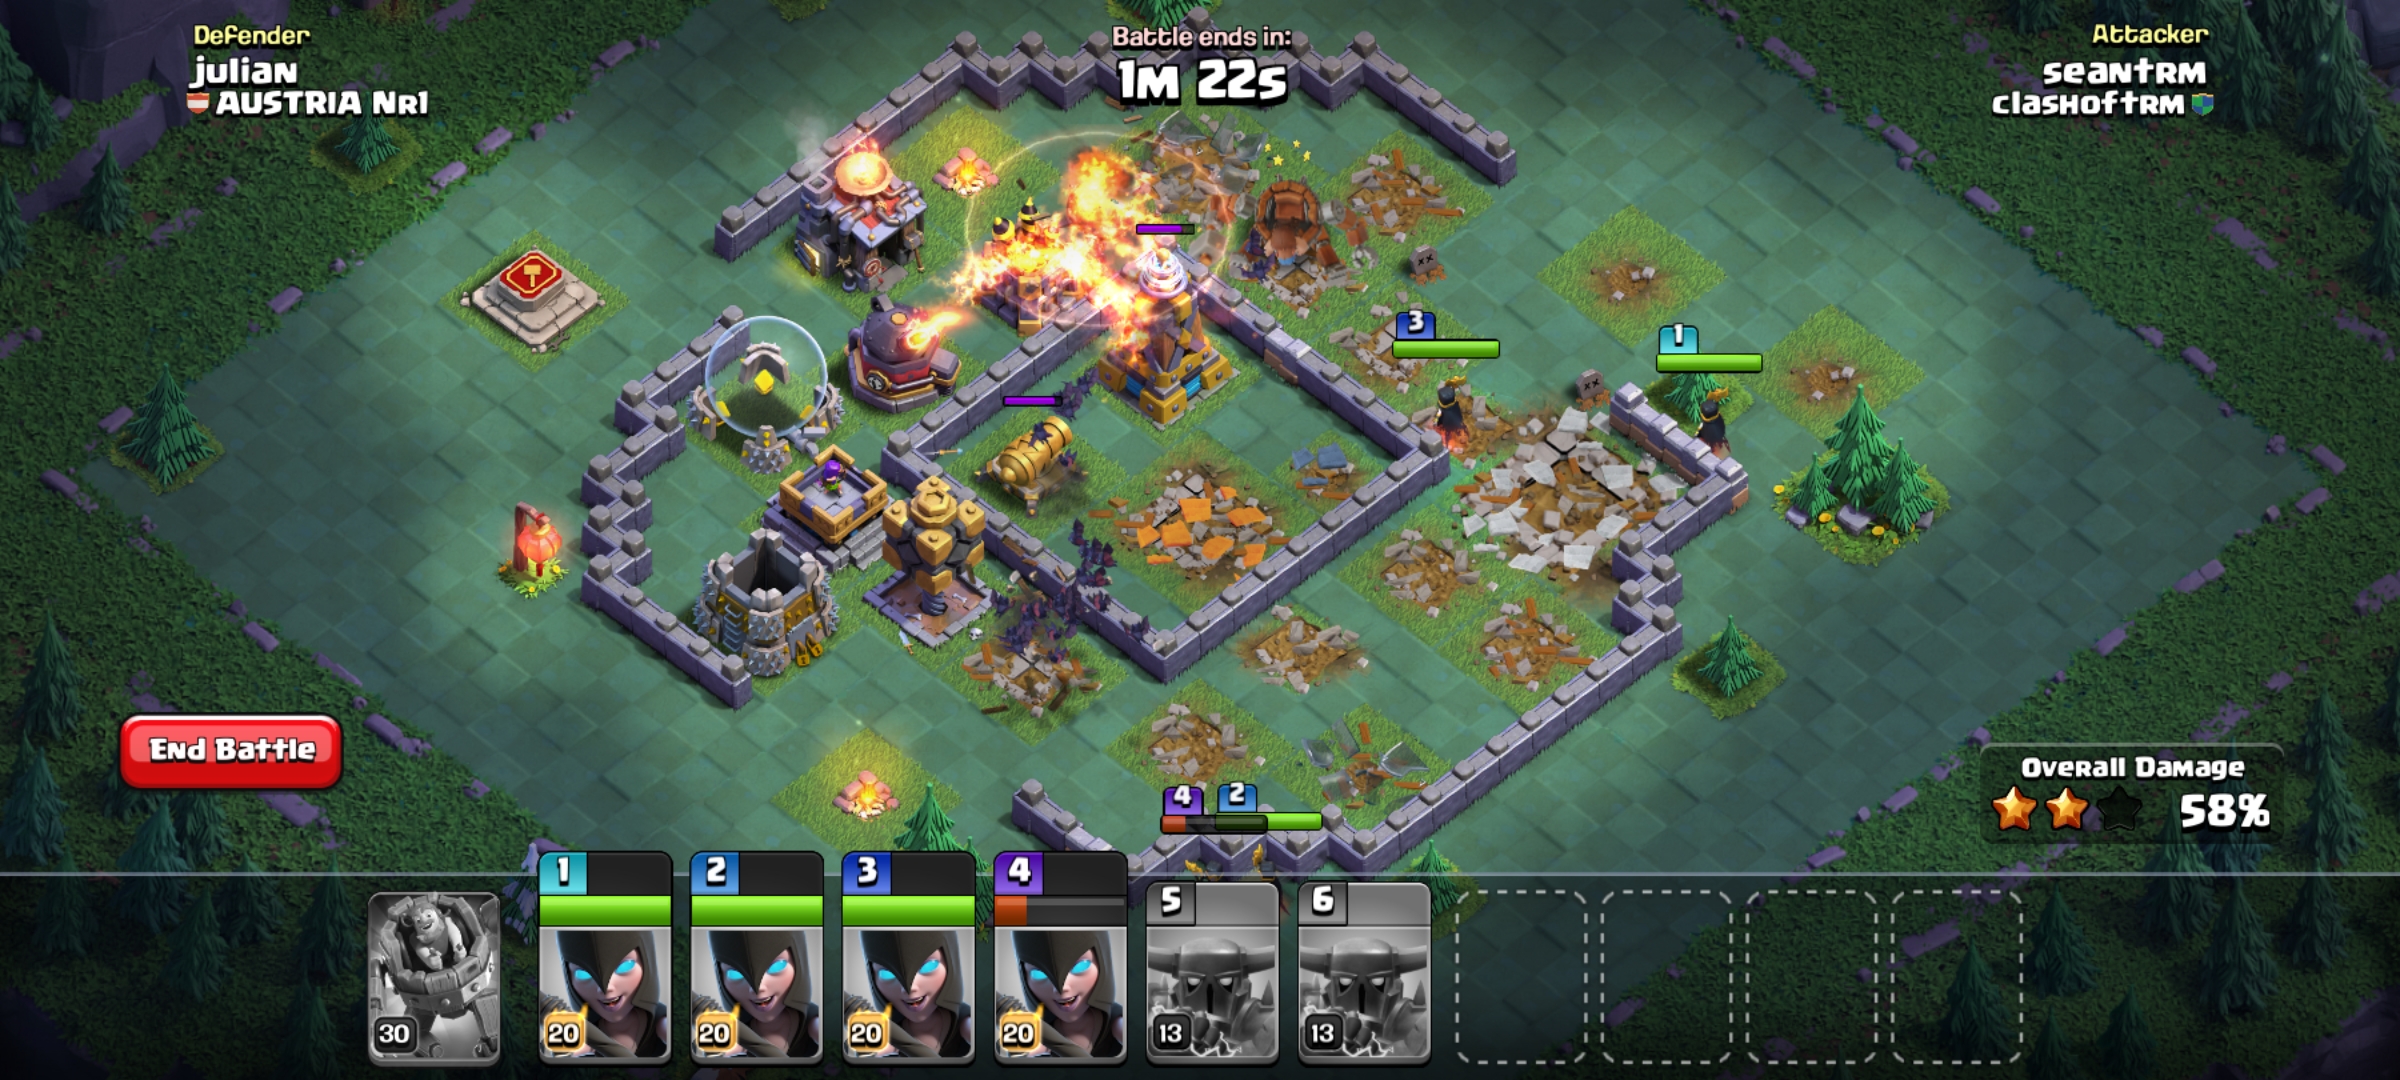 Defender
julian
AUSTRIA Nr1
Battle ends in:
1M 22s
Attacker
seantrm
clashoftrm
3
1
End Battle
4 2
Overall Damage
58%
1 2 3 4 5 6
30 20 20 20 20 13 13